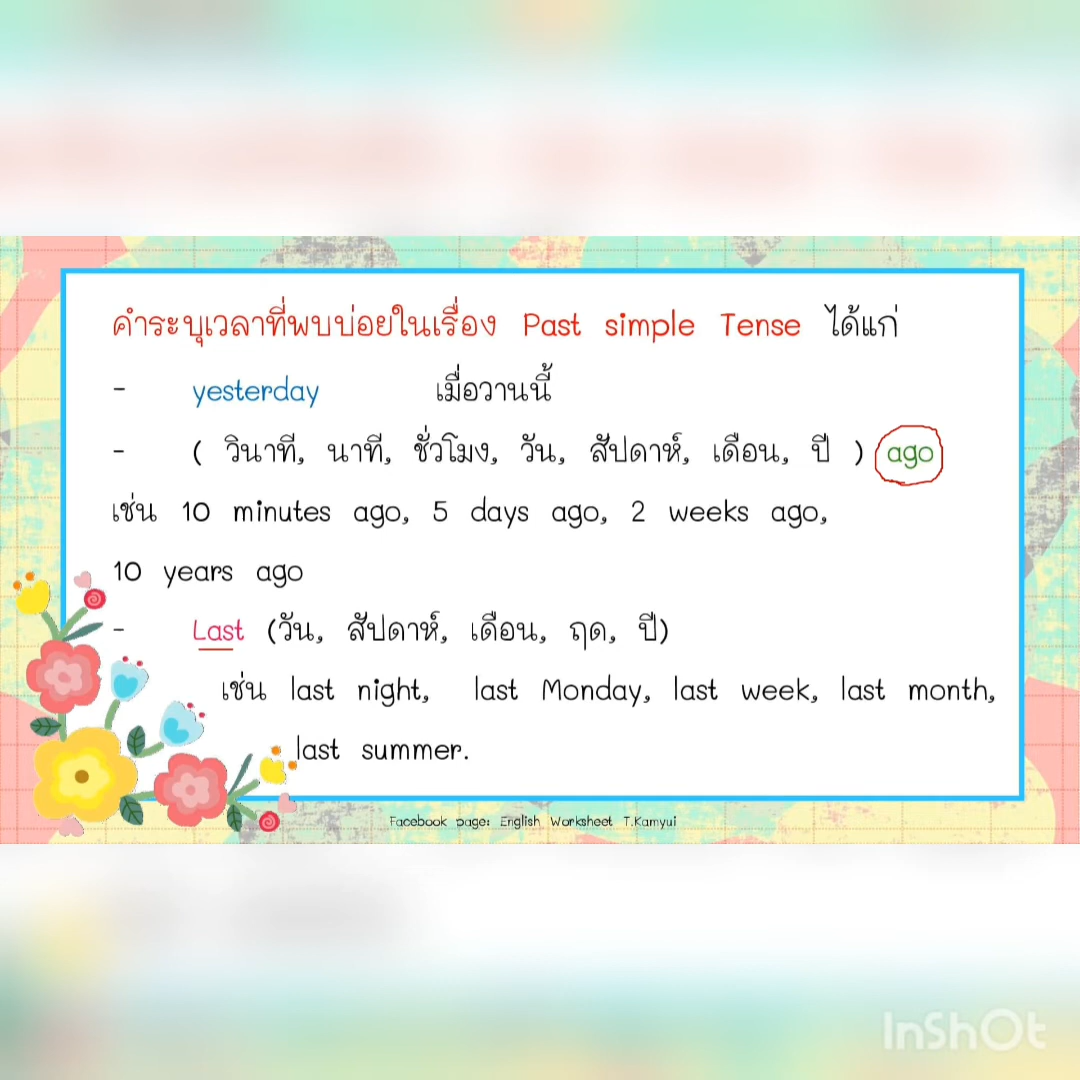 คำระบุเวลาที่พบบ่อยในเรื่อง Past simple Tense ได้แก่
- yesterday เมื่อวานนี้
- ( วินาที, นาที, ชั่วโมง, วัน, สัปดาห์, เดือน, ปี ) ago
เช่น 10 minutes ago, 5 days ago, 2 weeks ago,
10 years ago
- Last (วัน, สัปดาห์, เดือน, ฤด, ปี)
เช่น last night, last Monday, last week, last month,
last summer.
Facebook page: English Worksheet T.Kamyui
InShOt